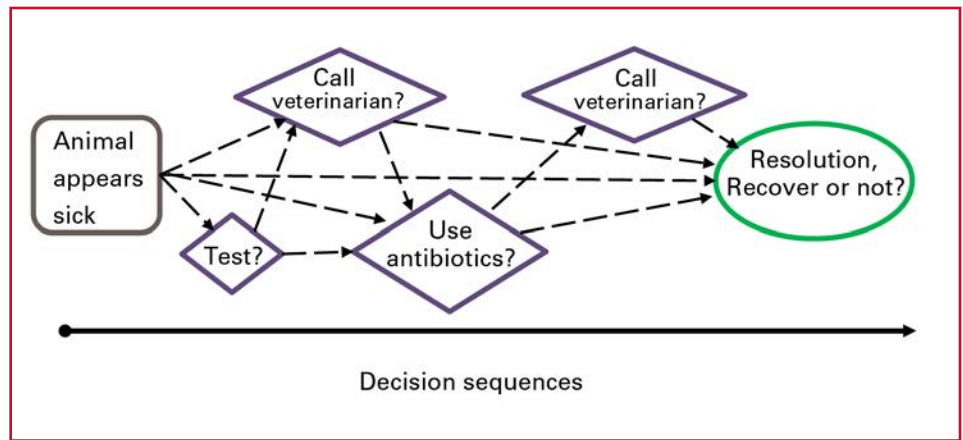 Animal
appears
sick
Call
veterinarian?
Test?
Use
antibiotics?
Call
veterinarian?
Resolution,
Recover or not?
Decision sequences